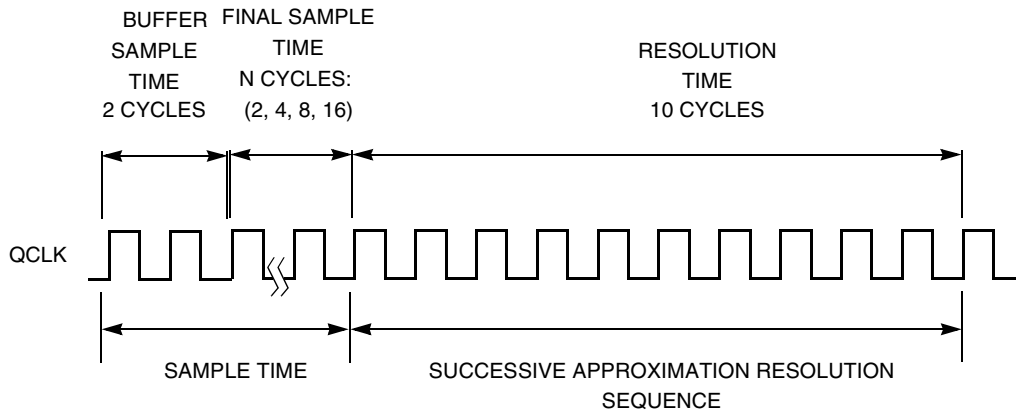 BUFFER
SAMPLE
TIME
2 CYCLES
FINAL SAMPLE
TIME
N CYCLES:
(2, 4, 8, 16)
RESOLUTION
TIME
10 CYCLES
QCLK
SAMPLE TIME
SUCCESSIVE APPROXIMATION RESOLUTION
SEQUENCE